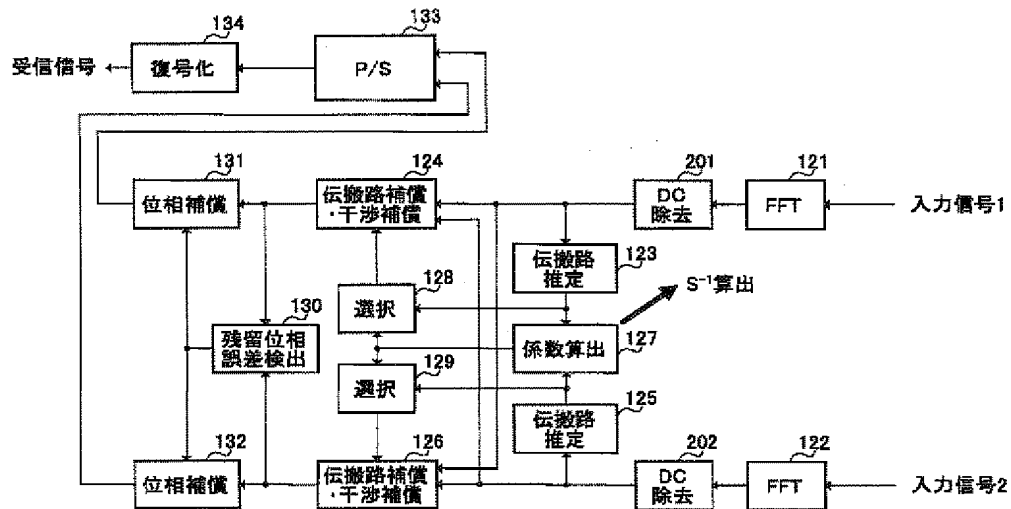 134
133
受信信号
復号化
P/S
131
124
201
121
位相補償
伝搬路補償
・干渉補償
DC
除去
FFT
入力信号1
123
伝搬路
推定
128
S⁻¹算出
選択
130
残留位相
誤差検出
係数算出
127
129
選択
125
伝搬路
推定
132
126
202
122
位相補償
伝搬路補償
・干渉補償
DC
除去
FFT
入力信号2